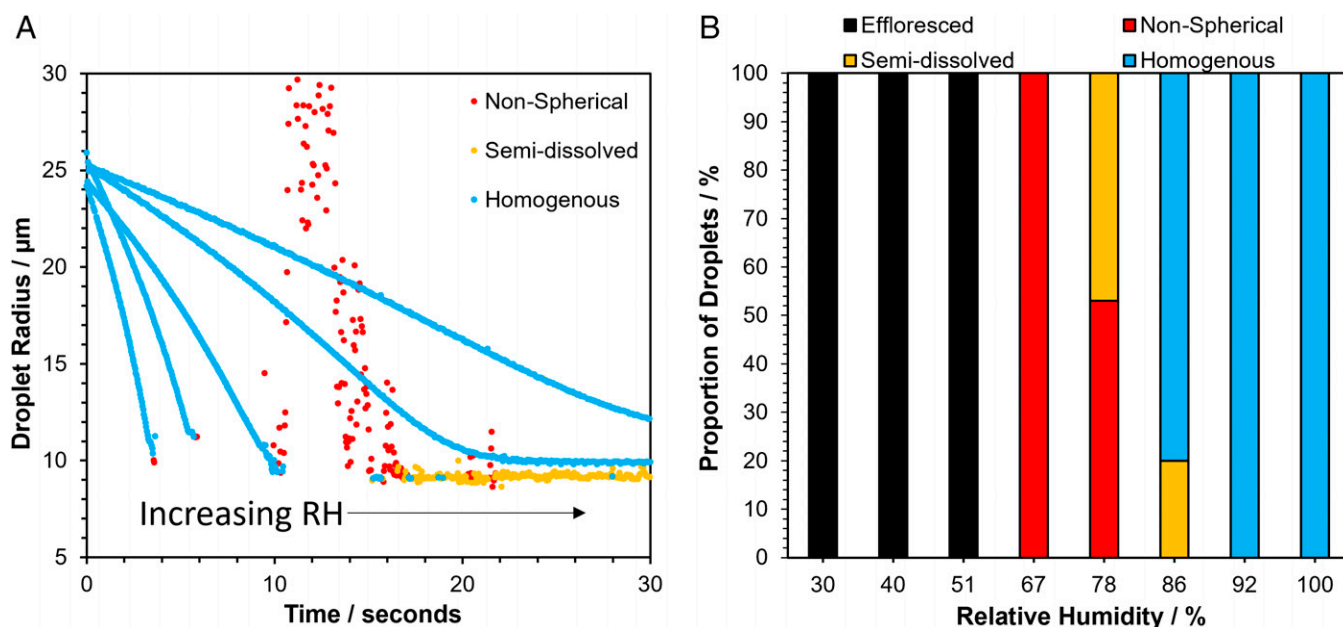 A
30
25
20
15
10
5
Droplet Radius / µm
Non-Spherical
Semi-dissolved
Homogenous
Increasing RH
0 10 20 30
Time / seconds
B
Effloresced Non-Spherical
Semi-dissolved Homogenous
100
90
80
70
60
50
40
30
20
10
0
Proportion of Droplets / %
30 40 51 67 78 86 92 100
Relative Humidity / %